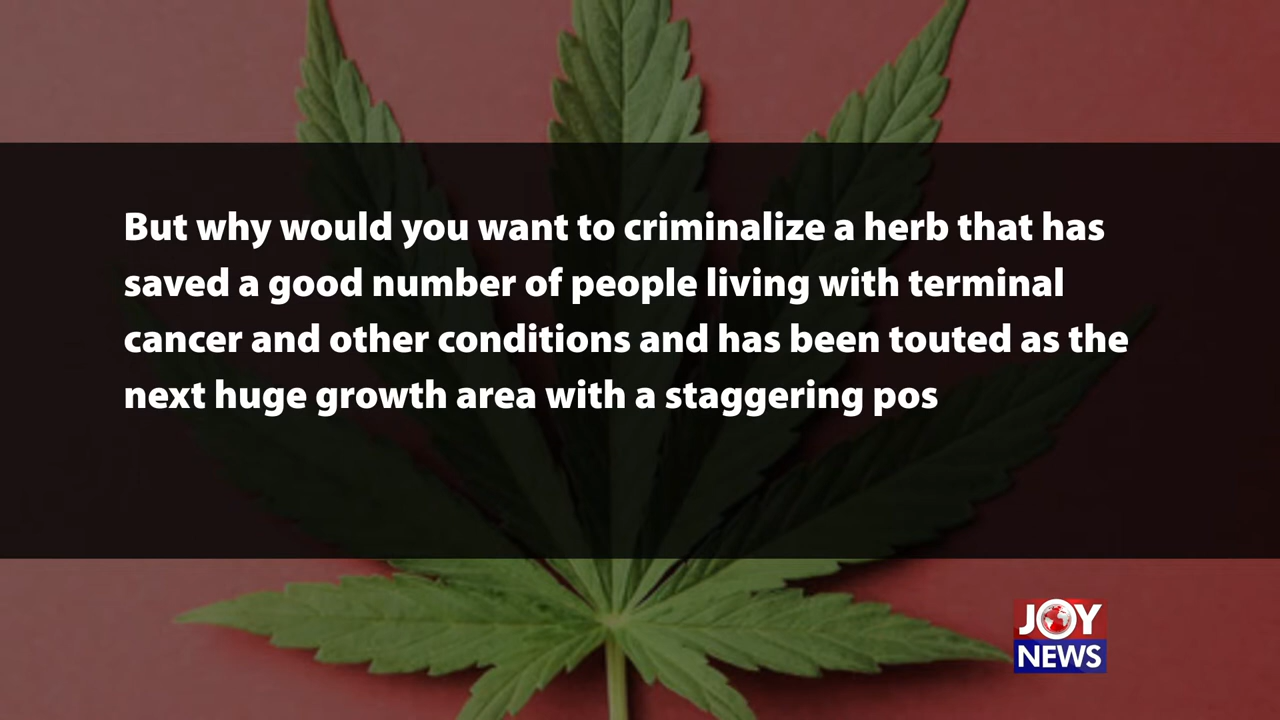 But why would you want to criminalize a herb that has
saved a good number of people living with terminal
cancer and other conditions and has been touted as the
next huge growth area with a staggering pos
JOY
NEWS